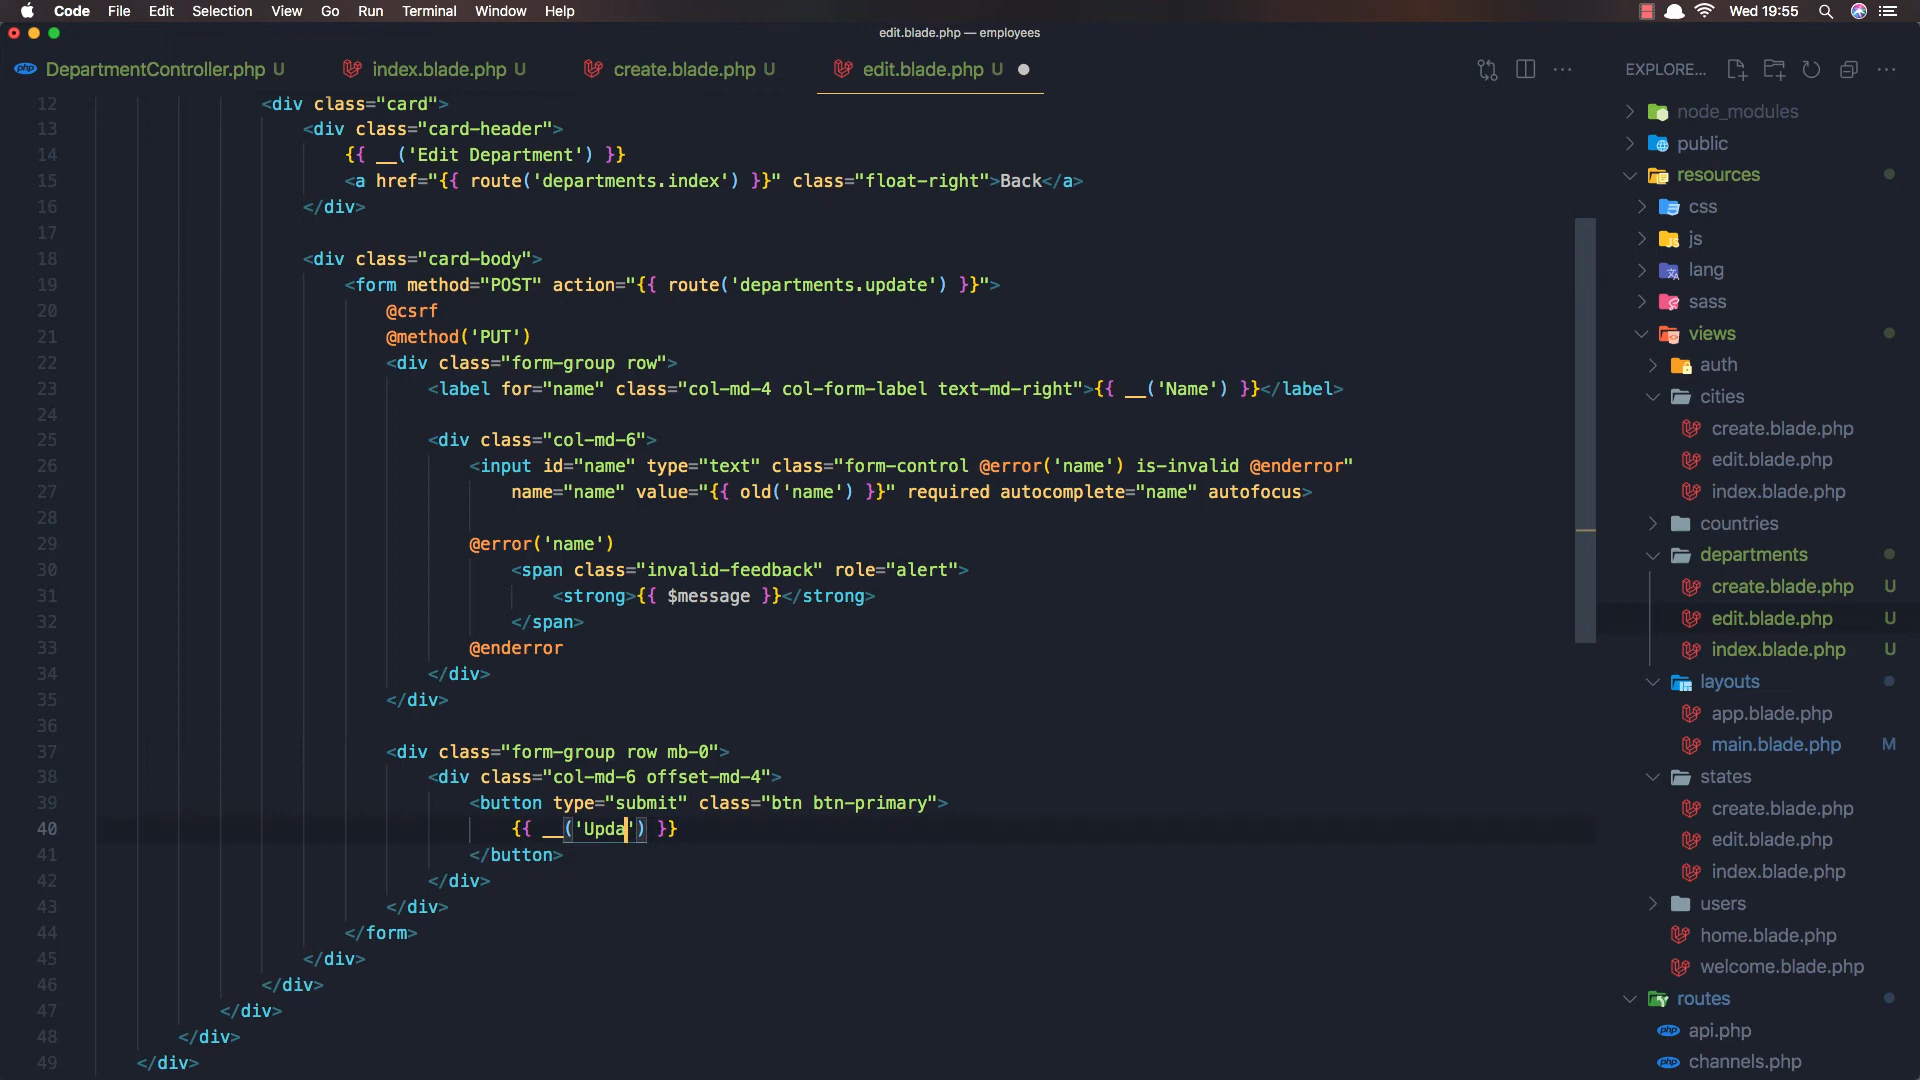 Code File Edit Selection View Go Run Terminal Window Help Wed 19:55
edit.blade.php — employees
php DepartmentController.php U index.blade.php U create.blade.php U edit.blade.php U EXPLORE...
12 <div class="card">
13 <div class="card-header">
14 {{ __('Edit Department') }}
15 <a href="{{ route('departments.index') }}" class="float-right">Back</a>
16 </div>
17
18 <div class="card-body">
19 <form method="POST" action="{{ route('departments.update') }}">
20 @csrf
21 @method('PUT')
22 <div class="form-group row">
23 <label for="name" class="col-md-4 col-form-label text-md-right">{{ __('Name') }}</label>
24
25 <div class="col-md-6">
26 <input id="name" type="text" class="form-control @error('name') is-invalid @enderror"
27 name="name" value="{{ old('name') }}" required autocomplete="name" autofocus>
28
29 @error('name')
30 <span class="invalid-feedback" role="alert">
31 <strong>{{ $message }}</strong>
32 </span>
33 @enderror
34 </div>
35 </div>
36
37 <div class="form-group row mb-0">
38 <div class="col-md-6 offset-md-4">
39 <button type="submit" class="btn btn-primary">
40 {{ __('Upda') }}
41 </button>
42 </div>
43 </div>
44 </form>
45 </div>
46 </div>
47 </div>
48 </div>
49 </div>
node_modules
public
resources
css
JS js
lang
sass
views
auth
cities
create.blade.php
edit.blade.php
index.blade.php
countries
departments
create.blade.php U
edit.blade.php U
index.blade.php U
layouts
app.blade.php
main.blade.php M
states
create.blade.php
edit.blade.php
index.blade.php
users
home.blade.php
welcome.blade.php
routes
php api.php
php channels.php